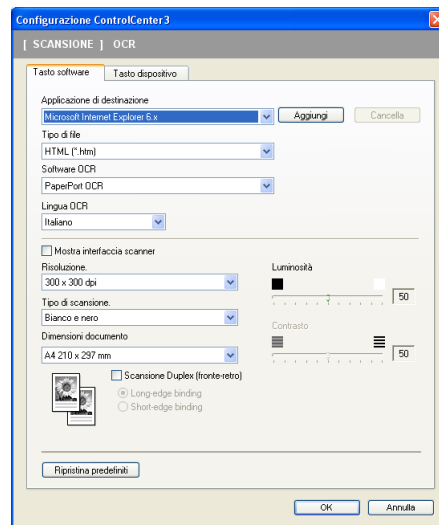 Configurazione ControlCenter3
[ SCANSIONE ] OCR
Tasto software Tasto dispositivo
Applicazione di destinazione
Microsoft Internet Explorer 6.x Aggiungi Cancella
Tipo di file
HTML (*.htm)
Software OCR
PaperPort OCR
Lingua OCR
Italiano
Mostra interfaccia scanner
Risoluzione. Luminosità
300 x 300 dpi
50
Tipo di scansione.
Bianco e nero
Contrasto
Dimensioni documento
A4 210 x 297 mm 50
Scansione Duplex (fronte-retro)
Long-edge binding
Short-edge binding
Ripristina predefiniti
OK Annulla